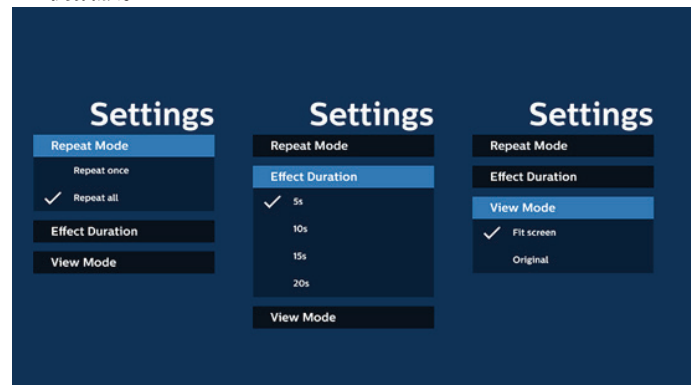 Settings
Repeat Mode
Repeat once
Repeat all
Effect Duration
View Mode
Settings
Repeat Mode
Effect Duration
5s
10s
15s
20s
View Mode
Settings
Repeat Mode
Effect Duration
View Mode
Fit screen
Original